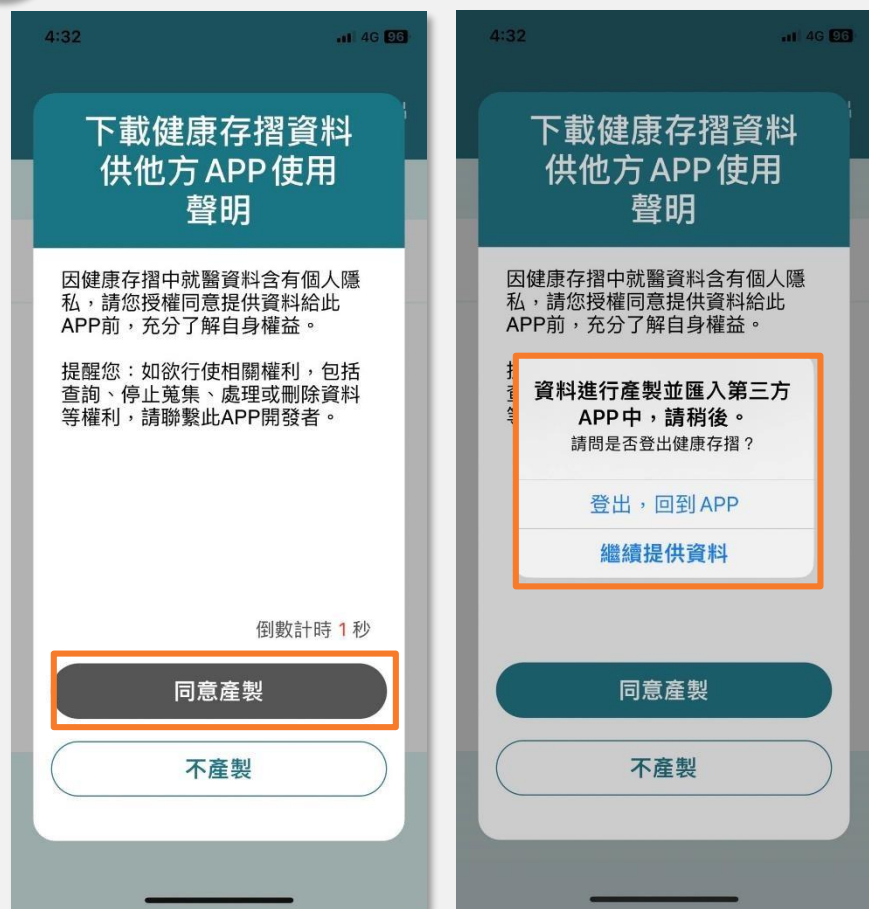 4:32
4G 96
下載健康存摺資料
供他方APP使用
聲明
因健康存摺中就醫資料含有個人隱
私，請您授權同意提供資料給此
APP前，充分了解自身權益。
提醒您：如欲行使相關權利，包括
查詢、停止蒐集、處理或刪除資料
等權利，請聯繫此APP開發者。
倒數計時 1 秒
同意產製
不產製
4:32
4G 96
下載健康存摺資料
供他方APP使用
聲明
因健康存摺中就醫資料含有個人隱
私，請您授權同意提供資料給此
APP前，充分了解自身權益。
資料進行產製並匯入第三方
APP中，請稍後。
請問是否登出健康存摺？
登出，回到APP
繼續提供資料
同意產製
不產製